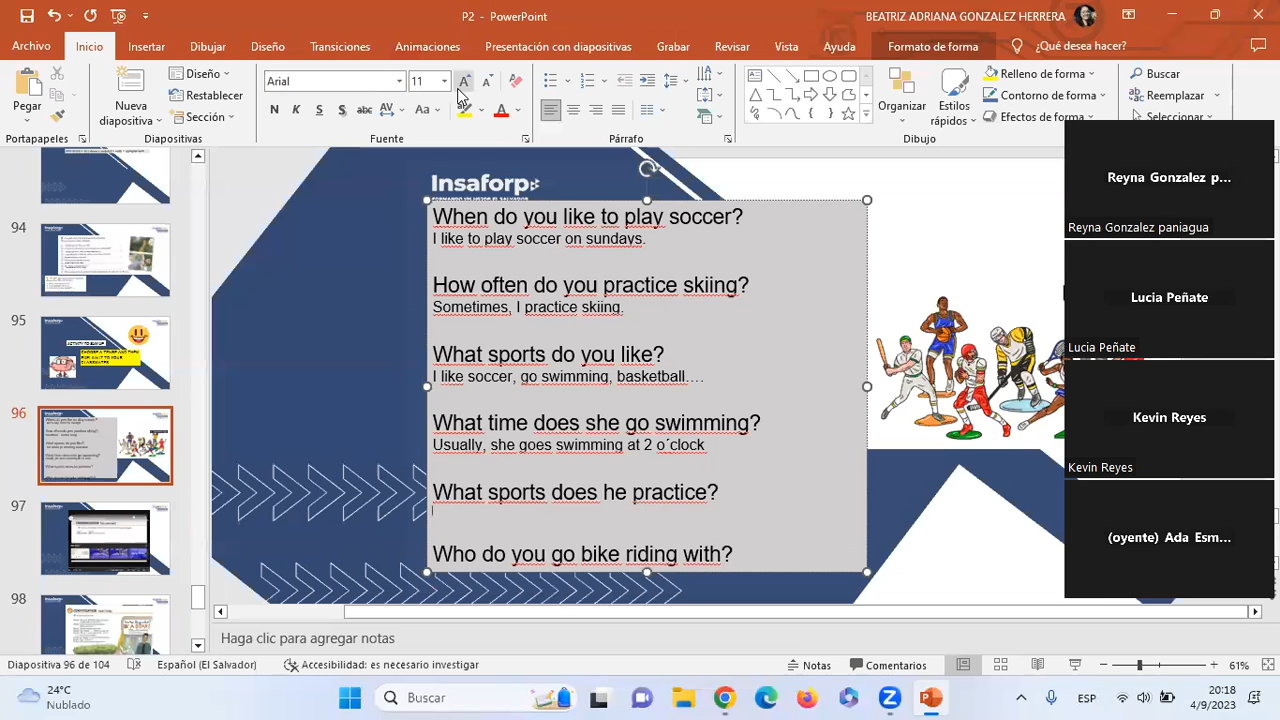 P2 - PowerPoint
BEATRIZ ADRIANA GONZALEZ HERRERA
Archivo Inicio Insertar Dibujar Diseño Transiciones Animaciones Presentación con diapositivas Grabar Revisar Vista Ayuda Formato de forma ¿Qué desea hacer?
Pegar
Nueva diapositiva
Diseño
Restablecer
Sección
Arial 11
N K S S abc AV Aa A
Organizar
Estilos rápidos
Relleno de forma
Contorno de forma
Efectos de forma
Buscar
Reemplazar
Seleccionar
Portapapeles Diapositivas Fuente Párrafo Dibujo
94
95
96
97
98
Insaforp
When do you like to play soccer?
I like to play soccer on sundays.
How often do you practice skiing?
Sometimes, I practice skiing.
What sports do you like?
I like soccer, go swimming, basketball….
What time does she go swimming?
Usually, she goes swimming at 2 o´clock
What sports does he practice?
Who do you go bike riding with?
Reyna Gonzalez p...
Reyna Gonzalez paniagua
Lucia Peñate
Lucia Peñate
Kevin Reyes
Kevin Reyes
(oyente) Ada Esm...
Hacer clic para agregar notas
Diapositiva 96 de 104 Español (El Salvador) Accesibilidad: es necesario investigar Notas Comentarios 61%
24°C
Nublado
Buscar
ESP
20:18
4/9/2023